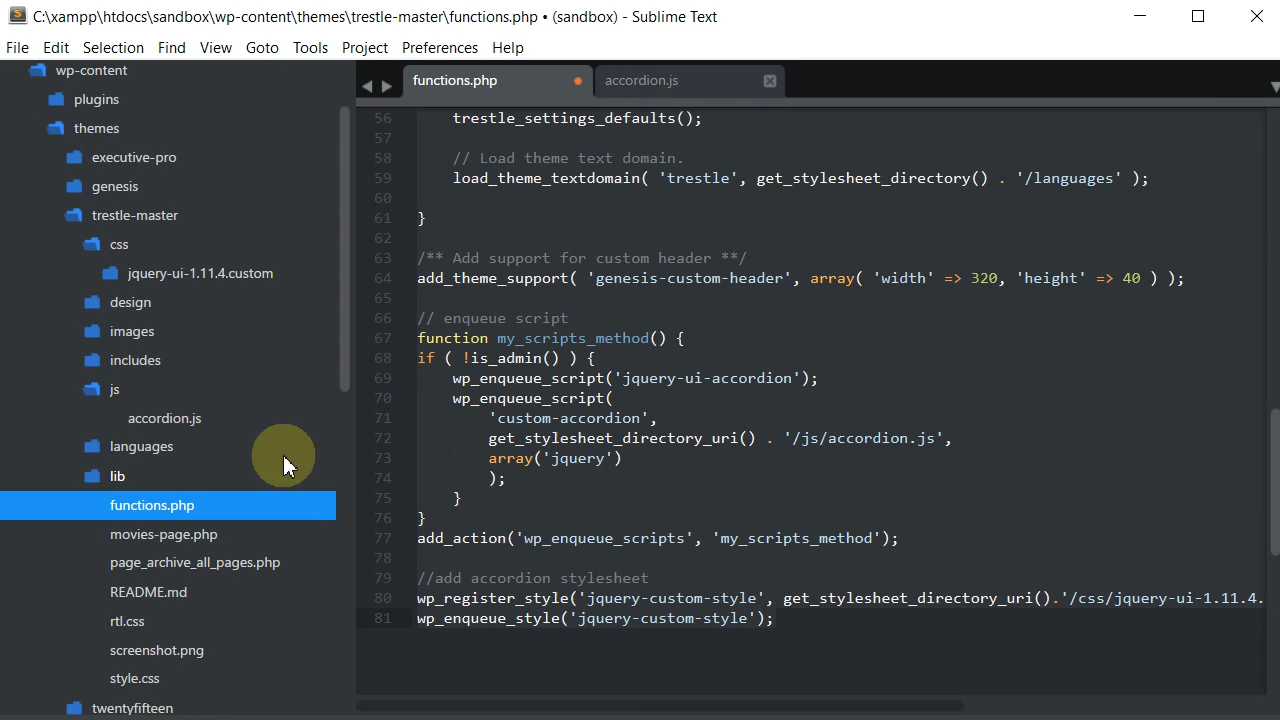 C:\xampp\htdocs\sandbox\wp-content\themes\trestle-master\functions.php • (sandbox) - Sublime Text
File Edit Selection Find View Goto Tools Project Preferences Help
wp-content
plugins
themes
executive-pro
genesis
trestle-master
css
jquery-ui-1.11.4.custom
design
images
includes
js
accordion.js
languages
lib
functions.php
movies-page.php
page_archive_all_pages.php
README.md
rtl.css
screenshot.png
style.css
twentyfifteen
functions.php accordion.js
56 trestle_settings_defaults();
57
58 // Load theme text domain.
59 load_theme_textdomain( 'trestle', get_stylesheet_directory() . '/languages' );
60
61 }
62
63 /** Add support for custom header **/
64 add_theme_support( 'genesis-custom-header', array( 'width' => 320, 'height' => 40 ) );
65
66 // enqueue script
67 function my_scripts_method() {
68 if ( !is_admin() ) {
69 wp_enqueue_script('jquery-ui-accordion');
70 wp_enqueue_script(
71 'custom-accordion',
72 get_stylesheet_directory_uri() . '/js/accordion.js',
73 array('jquery')
74 );
75 }
76 }
77 add_action('wp_enqueue_scripts', 'my_scripts_method');
78
79 //add accordion stylesheet
80 wp_register_style('jquery-custom-style', get_stylesheet_directory_uri().'/css/jquery-ui-1.11.4.
81 wp_enqueue_style('jquery-custom-style');